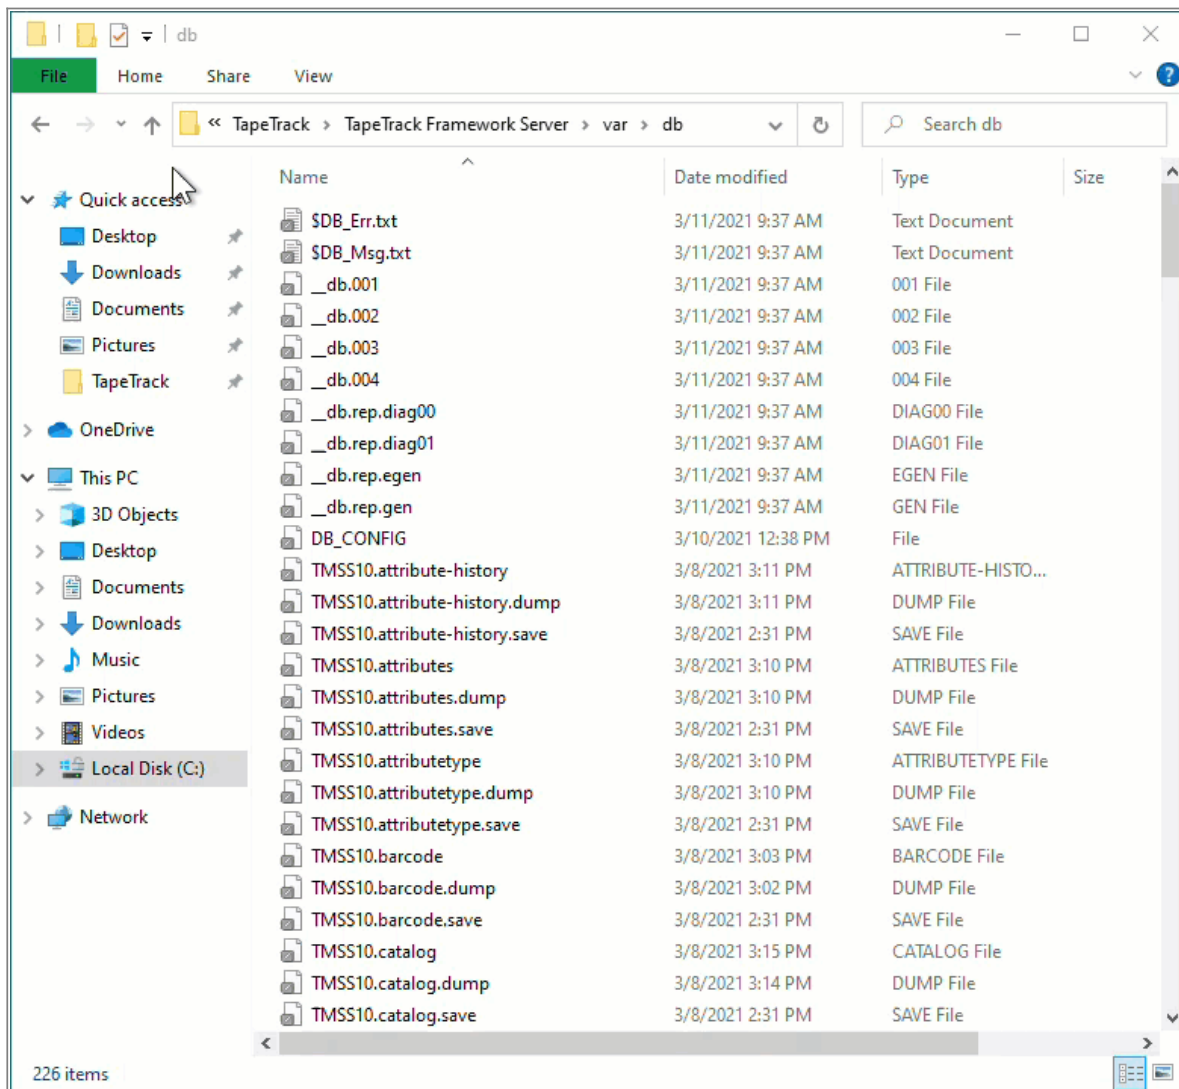 db
File Home Share View
« TapeTrack > TapeTrack Framework Server > var > db Search db
Name Date modified Type Size
Quick access
Desktop
Downloads
Documents
Pictures
TapeTrack
OneDrive
This PC
3D Objects
Desktop
Documents
Downloads
Music
Pictures
Videos
Local Disk (C:)
Network
$DB_Err.txt 3/11/2021 9:37 AM Text Document
$DB_Msg.txt 3/11/2021 9:37 AM Text Document
__db.001 3/11/2021 9:37 AM 001 File
__db.002 3/11/2021 9:37 AM 002 File
__db.003 3/11/2021 9:37 AM 003 File
__db.004 3/11/2021 9:37 AM 004 File
__db.rep.diag00 3/11/2021 9:37 AM DIAG00 File
__db.rep.diag01 3/11/2021 9:37 AM DIAG01 File
__db.rep.egen 3/11/2021 9:37 AM EGEN File
__db.rep.gen 3/11/2021 9:37 AM GEN File
DB_CONFIG 3/10/2021 12:38 PM File
TMSS10.attribute-history 3/8/2021 3:11 PM ATTRIBUTE-HISTO...
TMSS10.attribute-history.dump 3/8/2021 3:11 PM DUMP File
TMSS10.attribute-history.save 3/8/2021 2:31 PM SAVE File
TMSS10.attributes 3/8/2021 3:10 PM ATTRIBUTES File
TMSS10.attributes.dump 3/8/2021 3:10 PM DUMP File
TMSS10.attributes.save 3/8/2021 2:31 PM SAVE File
TMSS10.attributetype 3/8/2021 3:10 PM ATTRIBUTETYPE File
TMSS10.attributetype.dump 3/8/2021 3:10 PM DUMP File
TMSS10.attributetype.save 3/8/2021 2:31 PM SAVE File
TMSS10.barcode 3/8/2021 3:03 PM BARCODE File
TMSS10.barcode.dump 3/8/2021 3:02 PM DUMP File
TMSS10.barcode.save 3/8/2021 2:31 PM SAVE File
TMSS10.catalog 3/8/2021 3:15 PM CATALOG File
TMSS10.catalog.dump 3/8/2021 3:14 PM DUMP File
TMSS10.catalog.save 3/8/2021 2:31 PM SAVE File
226 items